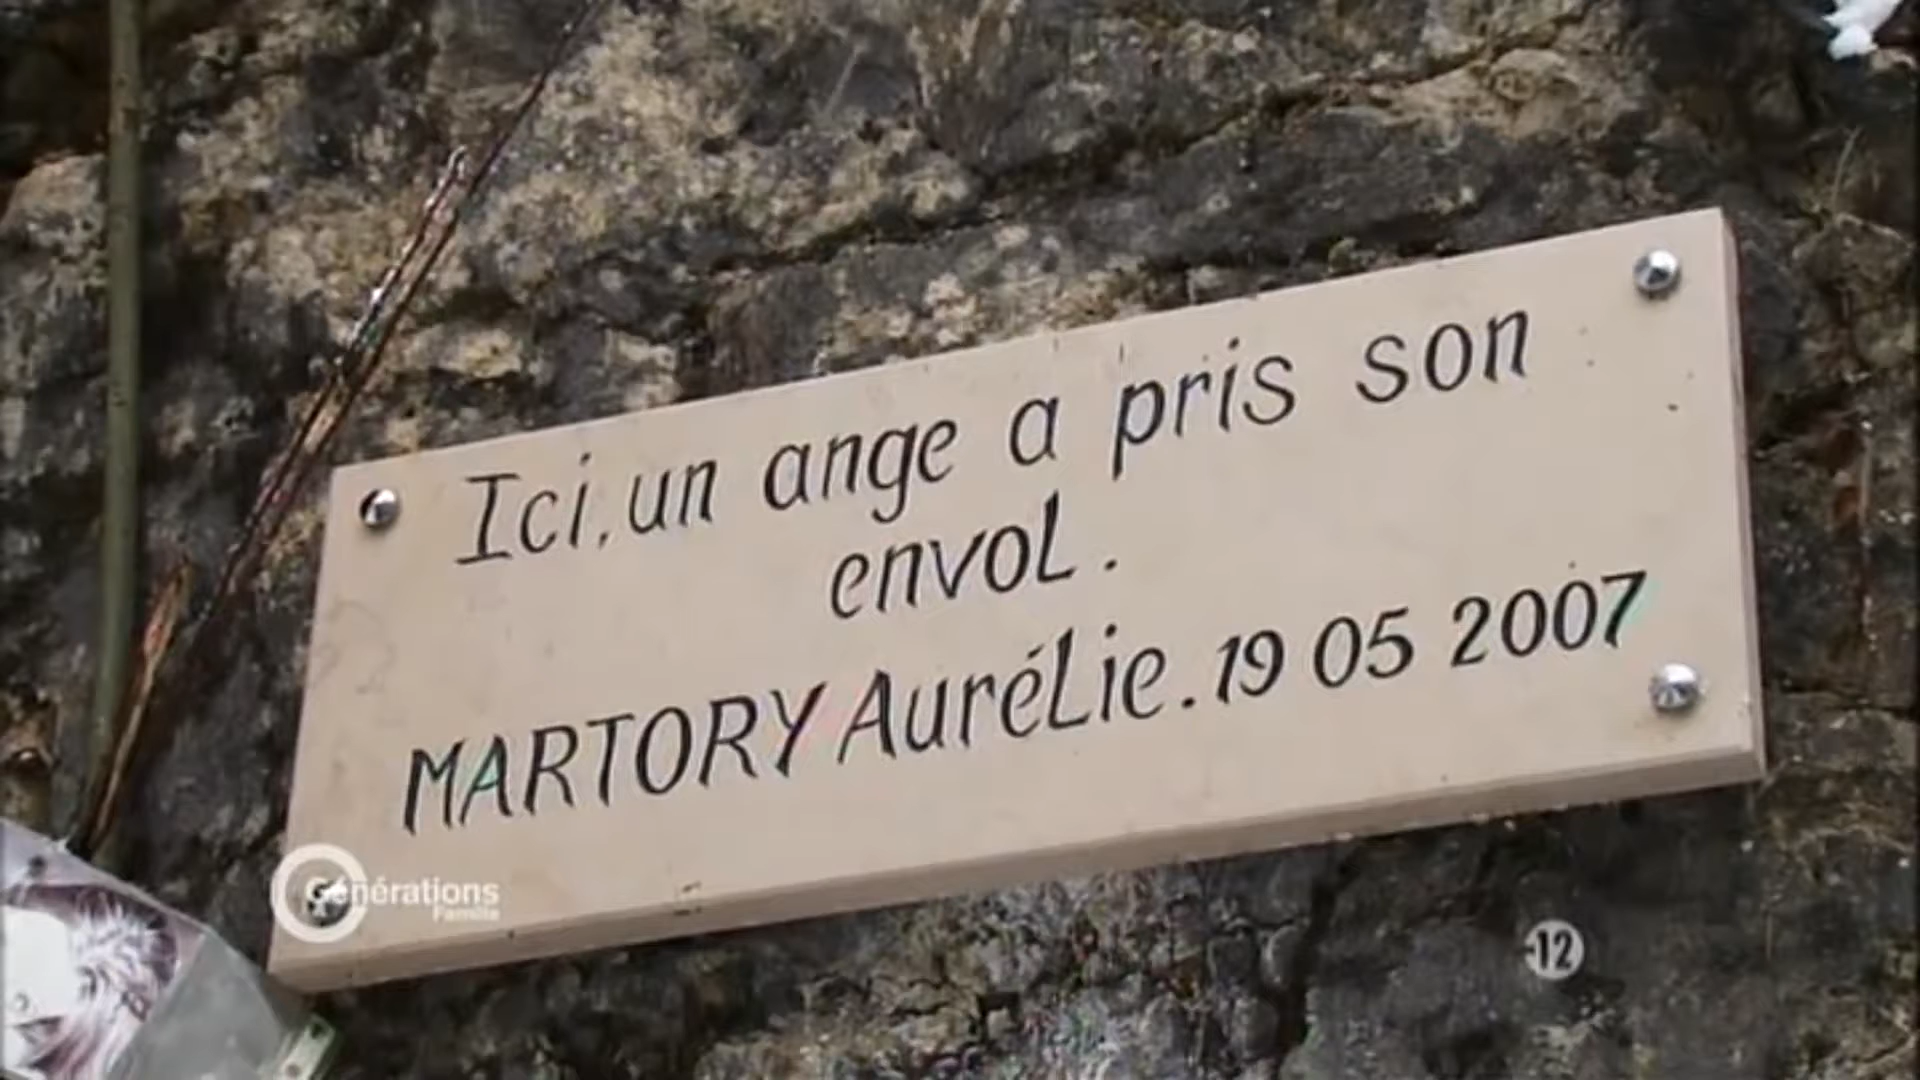 Ici, un ange a pris son
envol.
MARTORY Aurélie. 19 05 2007
Générations
Famille
-12